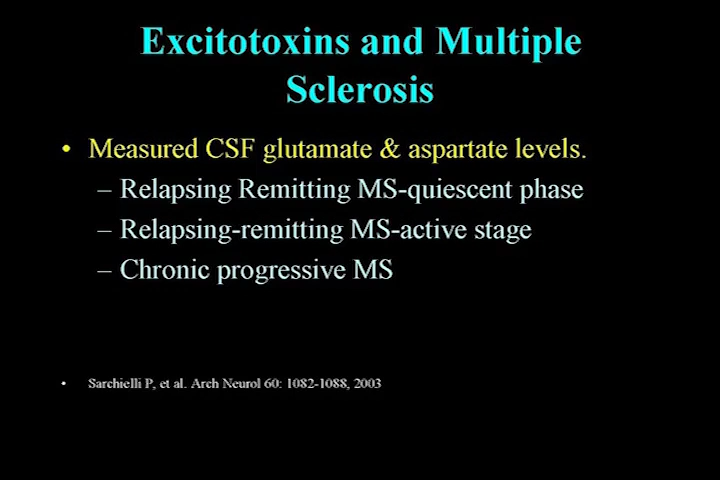 Excitotoxins and Multiple
Sclerosis
• Measured CSF glutamate & aspartate levels.
– Relapsing Remitting MS-quiescent phase
– Relapsing-remitting MS-active stage
– Chronic progressive MS
• Sarchielli P, et al. Arch Neurol 60: 1082-1088, 2003